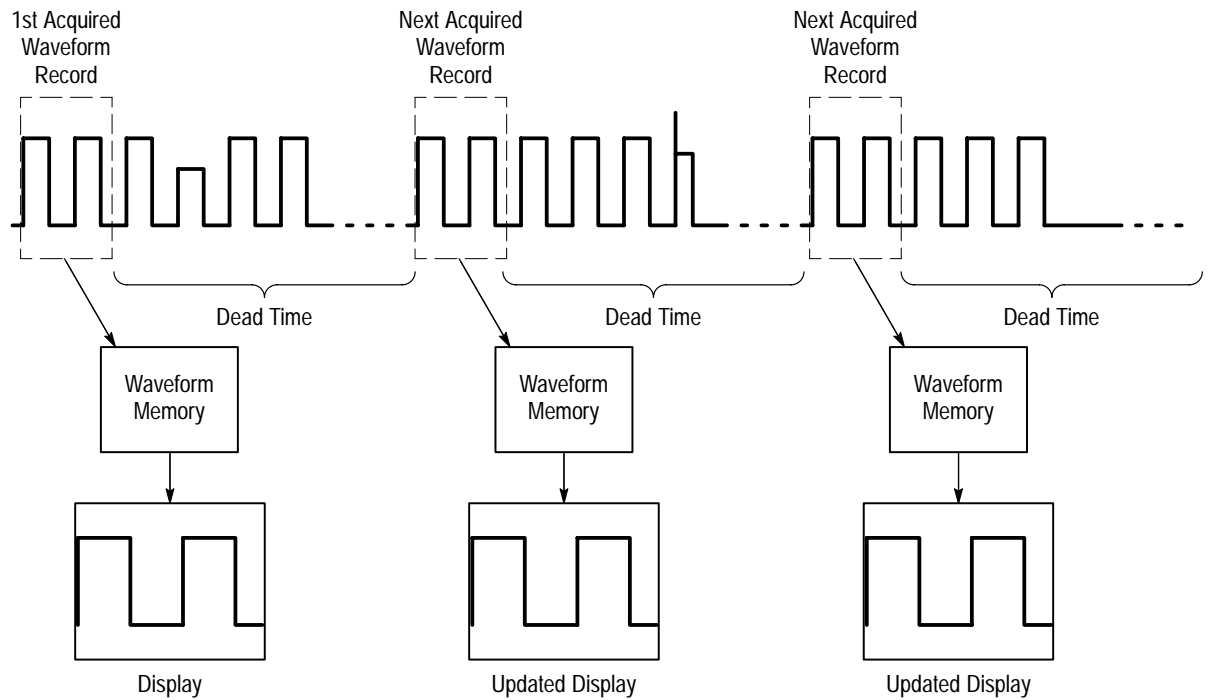 1st Acquired
Waveform
Record
Next Acquired
Waveform
Record
Next Acquired
Waveform
Record
Dead Time
Dead Time
Dead Time
Waveform
Memory
Waveform
Memory
Waveform
Memory
Display
Updated Display
Updated Display